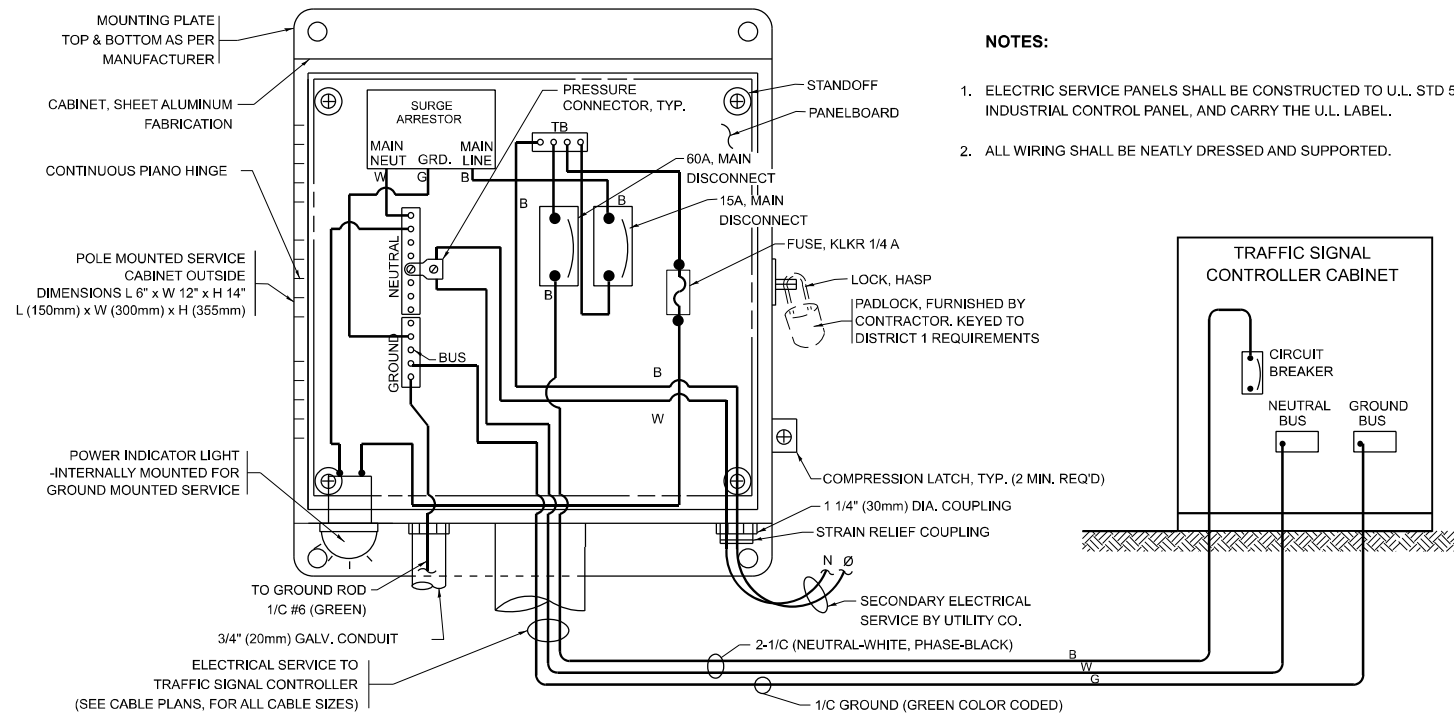 MOUNTING PLATE
TOP & BOTTOM AS PER
MANUFACTURER
CABINET, SHEET ALUMINUM
FABRICATION
CONTINUOUS PIANO HINGE
POLE MOUNTED SERVICE
CABINET OUTSIDE
DIMENSIONS L 6" x W 12" x H 14"
L (150mm) x W (300mm) x H (355mm)
POWER INDICATOR LIGHT
-INTERNALLY MOUNTED FOR
GROUND MOUNTED SERVICE
TO GROUND ROD
1/C #6 (GREEN)
3/4" (20mm) GALV. CONDUIT
ELECTRICAL SERVICE TO
TRAFFIC SIGNAL CONTROLLER
(SEE CABLE PLANS, FOR ALL CABLE SIZES)
SURGE
ARRESTOR
MAIN
NEUT
GRD.
MAIN
LINE
W
G
B
NEUTRAL
GROUND
BUS
PRESSURE
CONNECTOR, TYP.
TB
B
B
B
60A, MAIN
DISCONNECT
15A, MAIN
DISCONNECT
FUSE, KLKR 1/4 A
B
W
STANDOFF
PANELBOARD
LOCK, HASP
PADLOCK, FURNISHED BY
CONTRACTOR. KEYED TO
DISTRICT 1 REQUIREMENTS
COMPRESSION LATCH, TYP. (2 MIN. REQ'D)
1 1/4" (30mm) DIA. COUPLING
STRAIN RELIEF COUPLING
N Ø
SECONDARY ELECTRICAL
SERVICE BY UTILITY CO.
2-1/C (NEUTRAL-WHITE, PHASE-BLACK)
B
W
G
1/C GROUND (GREEN COLOR CODED)
NOTES:
1. ELECTRIC SERVICE PANELS SHALL BE CONSTRUCTED TO U.L. STD 5
INDUSTRIAL CONTROL PANEL, AND CARRY THE U.L. LABEL.
2. ALL WIRING SHALL BE NEATLY DRESSED AND SUPPORTED.
TRAFFIC SIGNAL
CONTROLLER CABINET
CIRCUIT
BREAKER
NEUTRAL
BUS
GROUND
BUS